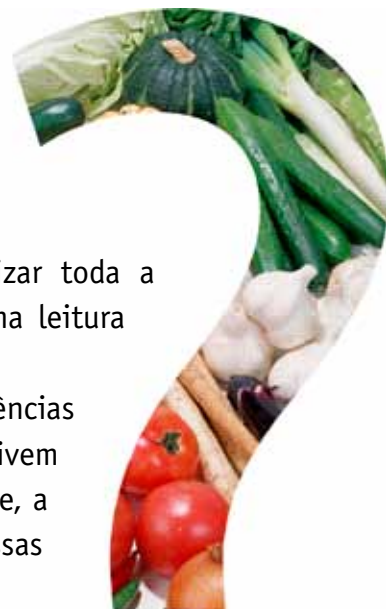 izar toda a
na leitura
ências
ivem
e, a
sas